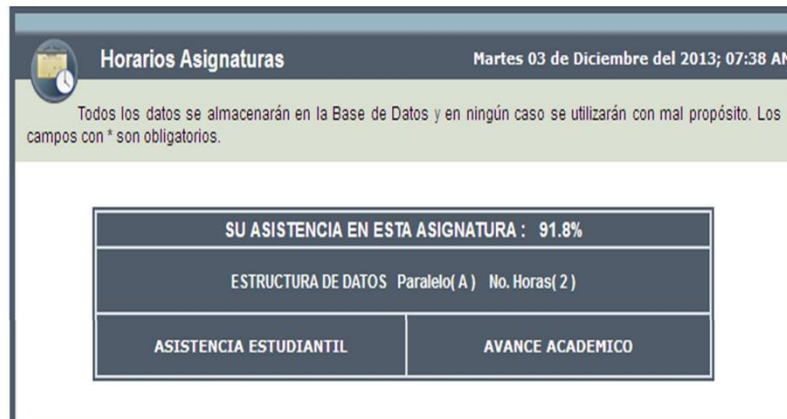 Horarios Asignaturas
Martes 03 de Diciembre del 2013; 07:38 AM
Todos los datos se almacenarán en la Base de Datos y en ningún caso se utilizarán con mal propósito. Los
campos con * son obligatorios.
SU ASISTENCIA EN ESTA ASIGNATURA : 91.8%
ESTRUCTURA DE DATOS Paralelo( A ) No. Horas( 2 )
ASISTENCIA ESTUDIANTIL
AVANCE ACADEMICO